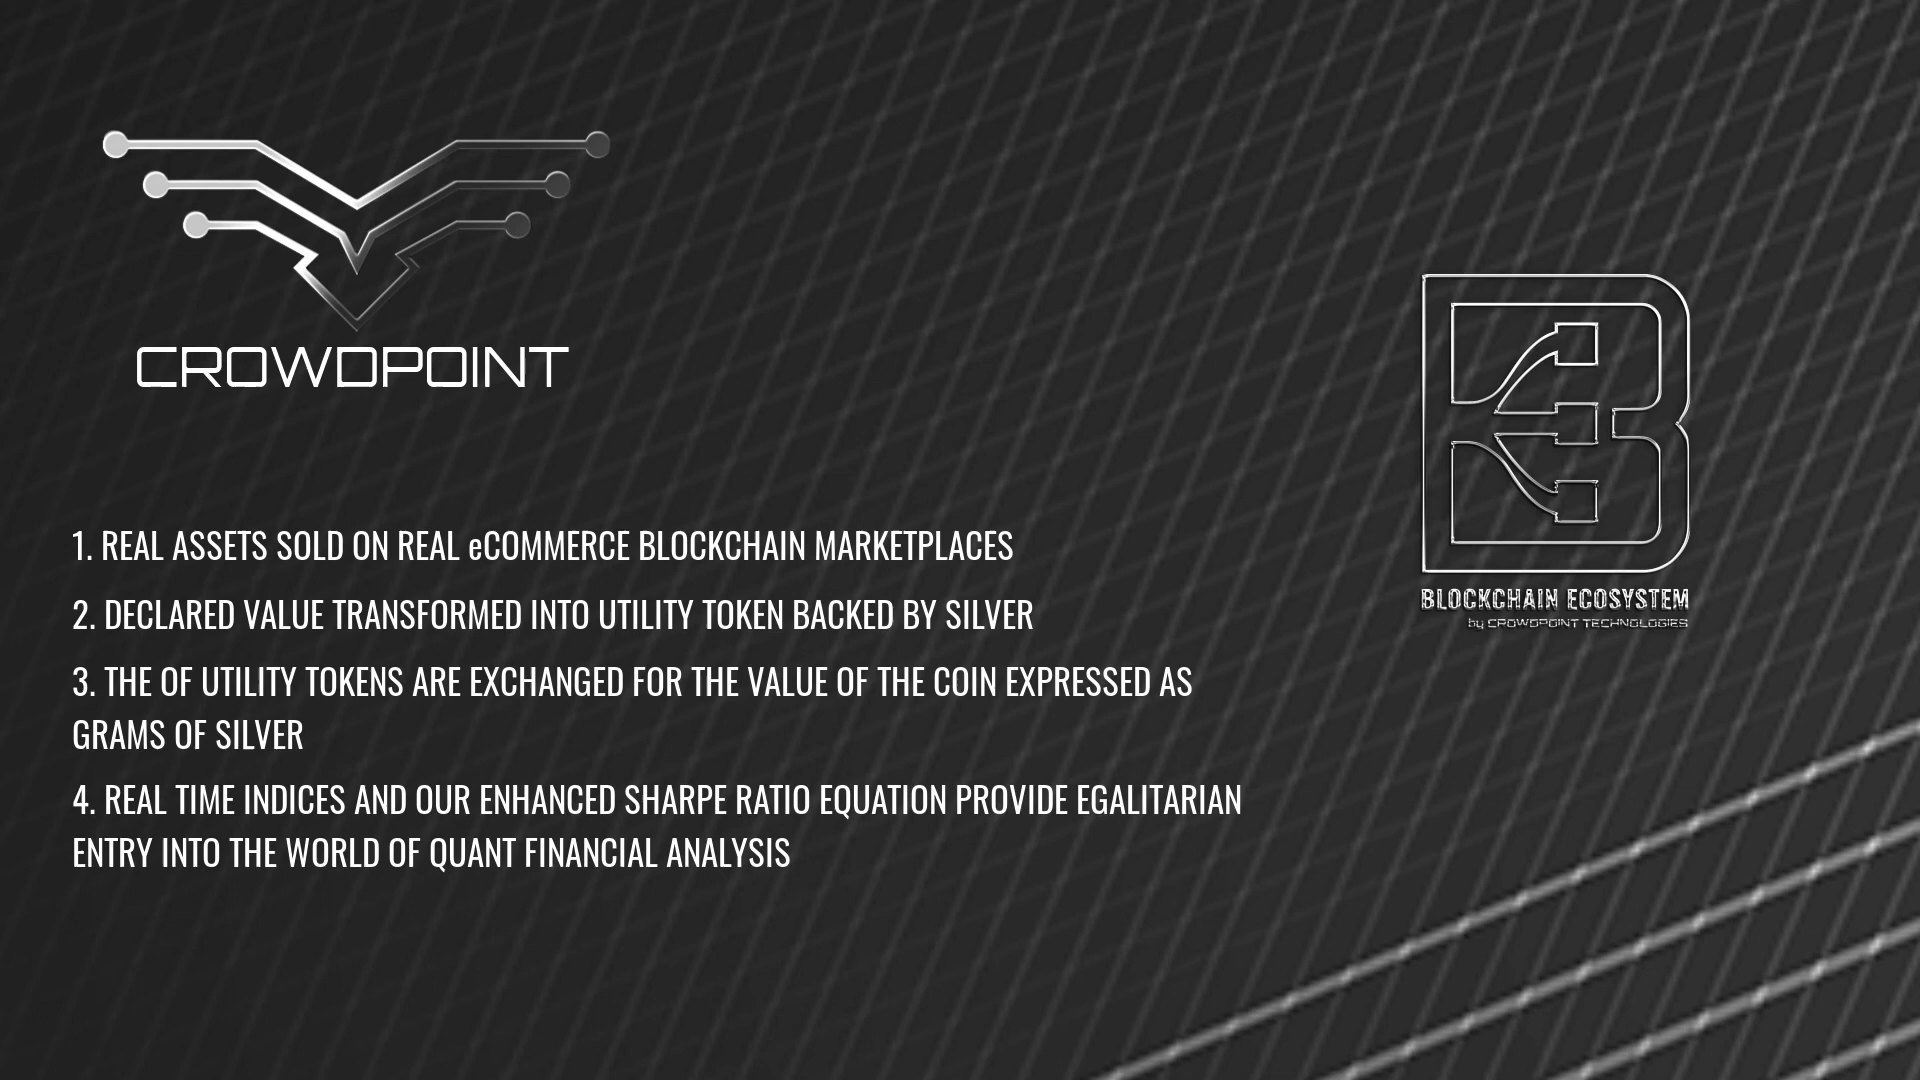 CROWDPOINT
BLOCKCHAIN ECOSYSTEM
by CROWDPOINT TECHNOLOGIES
1. REAL ASSETS SOLD ON REAL eCOMMERCE BLOCKCHAIN MARKETPLACES
2. DECLARED VALUE TRANSFORMED INTO UTILITY TOKEN BACKED BY SILVER
3. THE OF UTILITY TOKENS ARE EXCHANGED FOR THE VALUE OF THE COIN EXPRESSED AS
GRAMS OF SILVER
4. REAL TIME INDICES AND OUR ENHANCED SHARPE RATIO EQUATION PROVIDE EGALITARIAN
ENTRY INTO THE WORLD OF QUANT FINANCIAL ANALYSIS